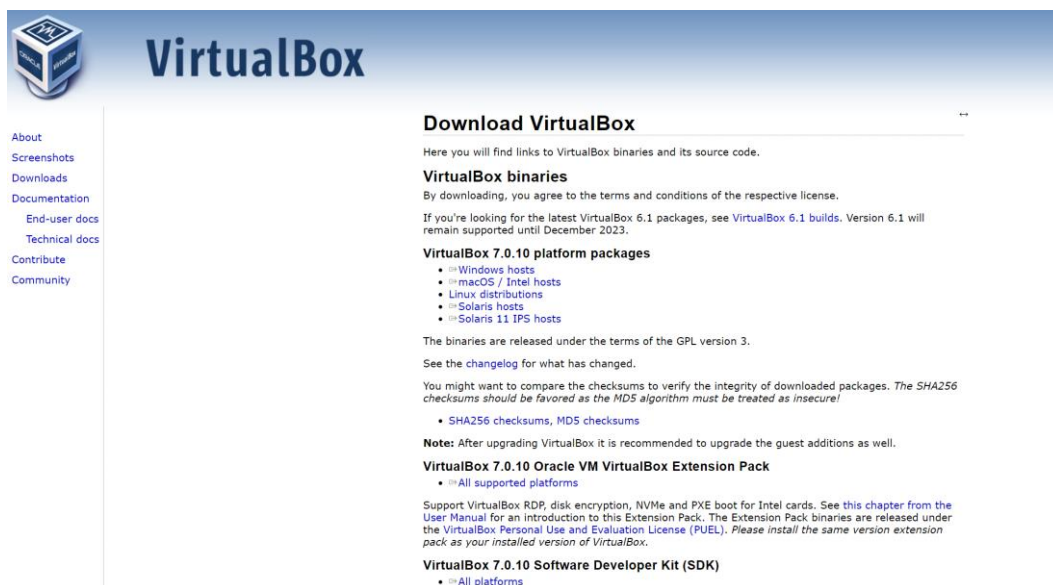 VirtualBox
About
Screenshots
Downloads
Documentation
End-user docs
Technical docs
Contribute
Community
Download VirtualBox
Here you will find links to VirtualBox binaries and its source code.
VirtualBox binaries
By downloading, you agree to the terms and conditions of the respective license.
If you're looking for the latest VirtualBox 6.1 packages, see VirtualBox 6.1 builds. Version 6.1 will
remain supported until December 2023.
VirtualBox 7.0.10 platform packages
• Windows hosts
• macOS / Intel hosts
• Linux distributions
• Solaris hosts
• Solaris 11 IPS hosts
The binaries are released under the terms of the GPL version 3.
See the changelog for what has changed.
You might want to compare the checksums to verify the integrity of downloaded packages. The SHA256
checksums should be favored as the MD5 algorithm must be treated as insecure!
• SHA256 checksums, MD5 checksums
Note: After upgrading VirtualBox it is recommended to upgrade the guest additions as well.
VirtualBox 7.0.10 Oracle VM VirtualBox Extension Pack
• All supported platforms
Support VirtualBox RDP, disk encryption, NVMe and PXE boot for Intel cards. See this chapter from the
User Manual for an introduction to this Extension Pack. The Extension Pack binaries are released under
the VirtualBox Personal Use and Evaluation License (PUEL). Please install the same version extension
pack as your installed version of VirtualBox.
VirtualBox 7.0.10 Software Developer Kit (SDK)
• All platforms